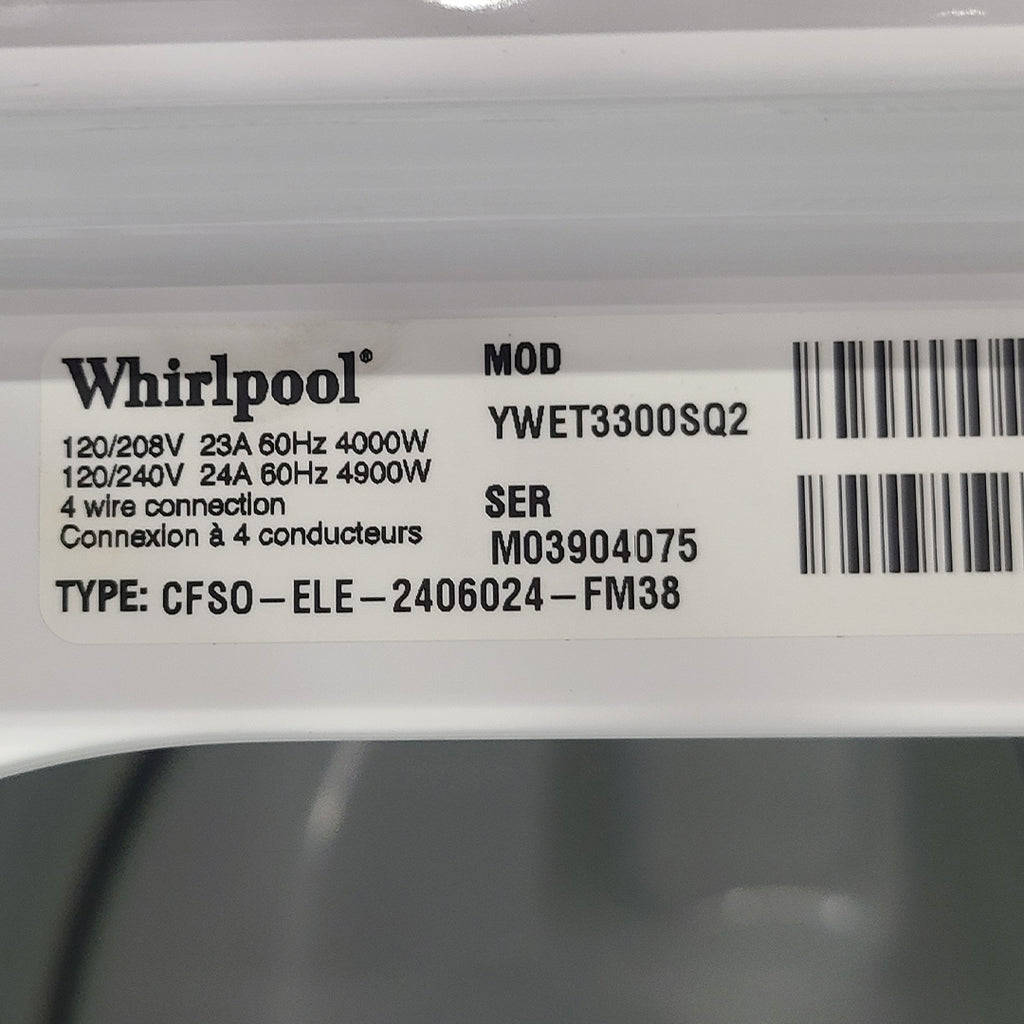 Whirlpool®
120/208V 23A 60Hz 4000W
120/240V 24A 60Hz 4900W
4 wire connection
Connexion à 4 conducteurs
MOD
YWET3300SQ2
SER
M03904075
TYPE: CFSO-ELE-2406024-FM38